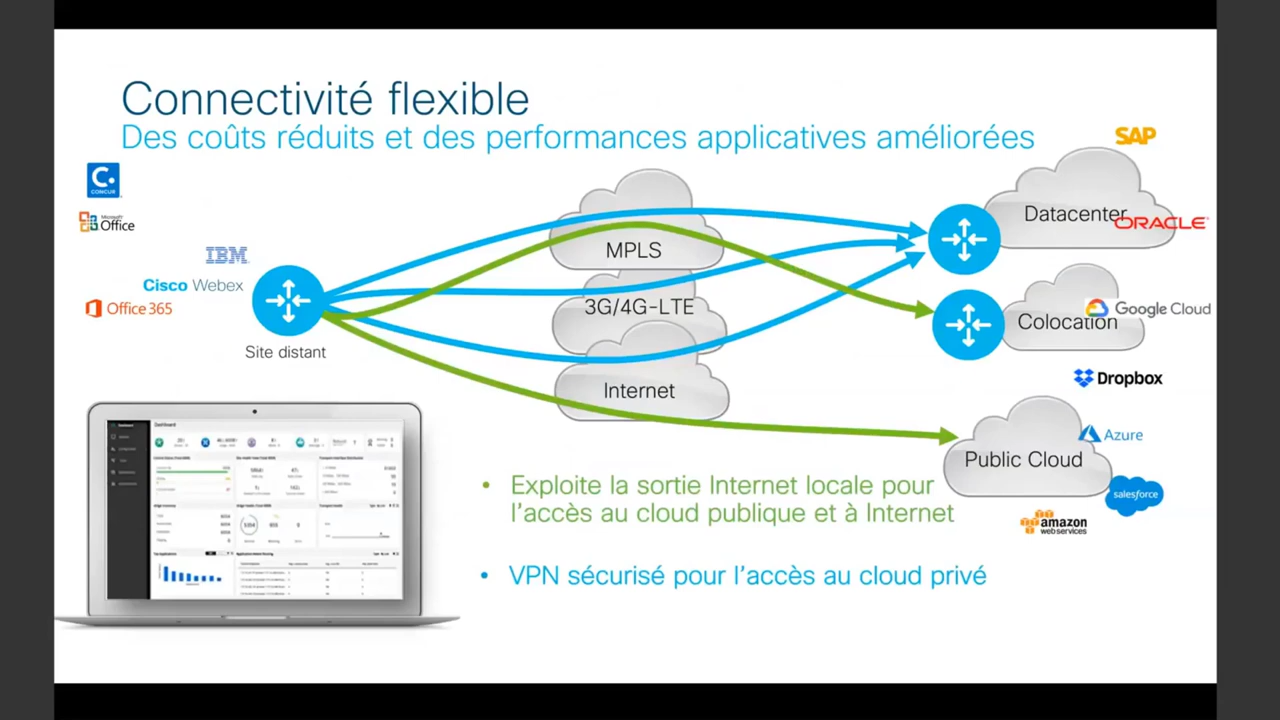 Connectivité flexible
Des coûts réduits et des performances applicatives améliorées
SAP
C.
CONCUR
Microsoft
Office
IBM
Cisco Webex
Office 365
Site distant
MPLS
3G/4G-LTE
Internet
Datacenter
ORACLE
Colocation
Google Cloud
Dropbox
Azure
Public Cloud
salesforce
amazon
web services
Dashboard
• Exploite la sortie Internet locale pour
l'accès au cloud publique et à Internet
• VPN sécurisé pour l'accès au cloud privé